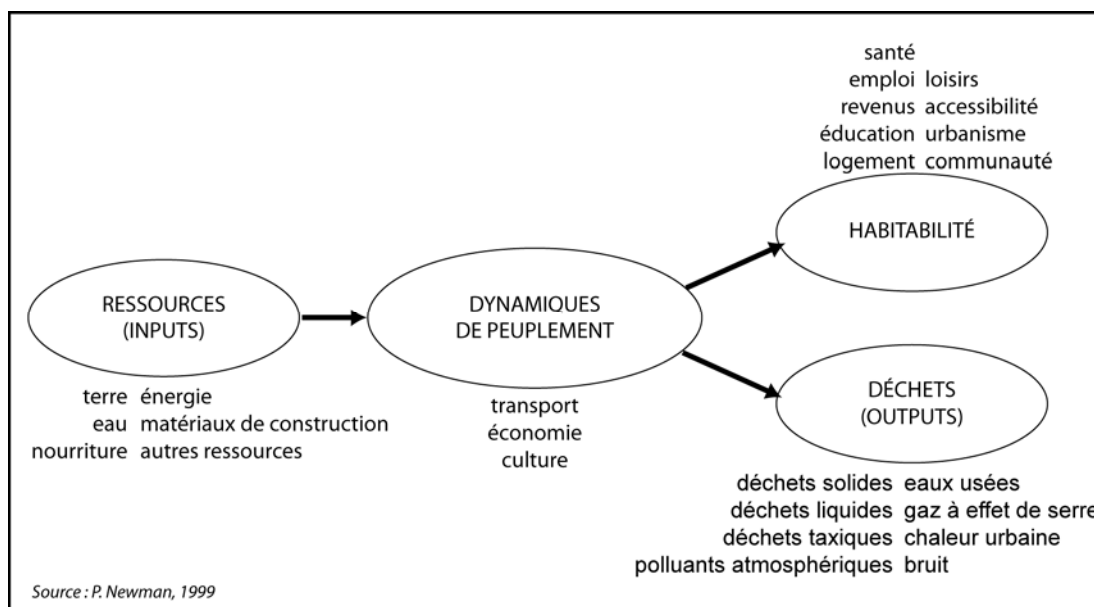 santé
emploi loisirs
revenus accessibilité
éducation urbanisme
logement communauté
HABITABILITÉ
RESSOURCES
(INPUTS)
terre énergie
eau matériaux de construction
nourriture autres ressources
DYNAMIQUES
DE PEUPLEMENT
transport
économie
culture
DÉCHETS
(OUTPUTS)
déchets solides eaux usées
déchets liquides gaz à effet de serre
déchets taxiques chaleur urbaine
polluants atmosphériques bruit
Source : P. Newman, 1999